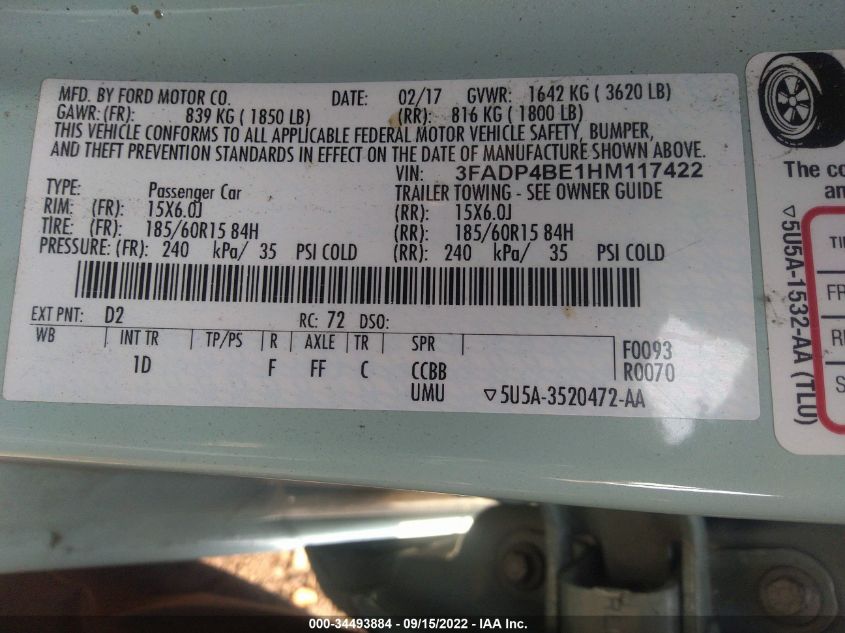 MFD. BY FORD MOTOR CO. DATE: 02/17 GVWR: 1642 KG ( 3620 LB)
GAWR: (FR): 839 KG ( 1850 LB) (RR): 816 KG ( 1800 LB)
THIS VEHICLE CONFORMS TO ALL APPLICABLE FEDERAL MOTOR VEHICLE SAFETY, BUMPER,
AND THEFT PREVENTION STANDARDS IN EFFECT ON THE DATE OF MANUFACTURE SHOWN ABOVE.
VIN: 3FADP4BE1HM117422
TYPE: Passenger Car TRAILER TOWING - SEE OWNER GUIDE
RIM: (FR): 15X6.0J (RR): 15X6.0J
TIRE: (FR): 185/60R15 84H (RR): 185/60R15 84H
PRESSURE: (FR): 240 kPa/ 35 PSI COLD (RR): 240 kPa/ 35 PSI COLD
EXT PNT: D2 RC: 72 DSO:
WB INT TR TP/PS R AXLE TR SPR F0093
1D F FF C CCBB R0070
UMU ▽5U5A-3520472-AA
The co
an
TI
FR
RE
S
▽5U5A-1532-AA (TLU)
000-34493884 - 09/15/2022 - IAA Inc.